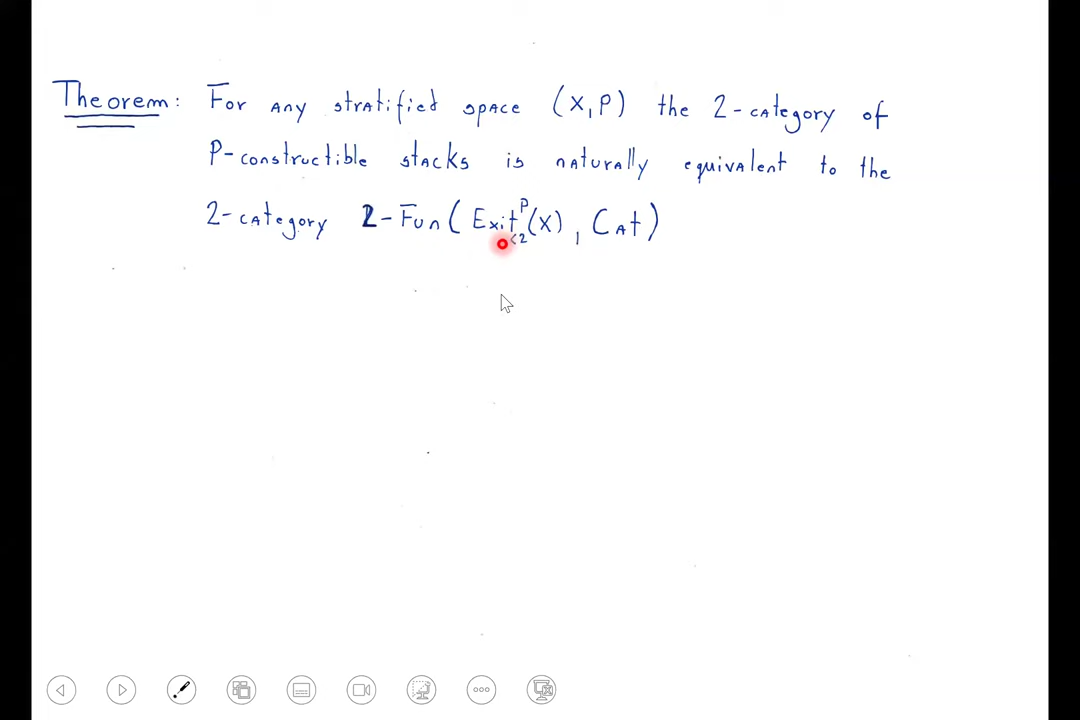 Theorem: For any stratified space (X,P) the 2-category of
P-constructible stacks is naturally equivalent to the
2-category 2-Fun(Exit^P_{≤2}(X), Cat)